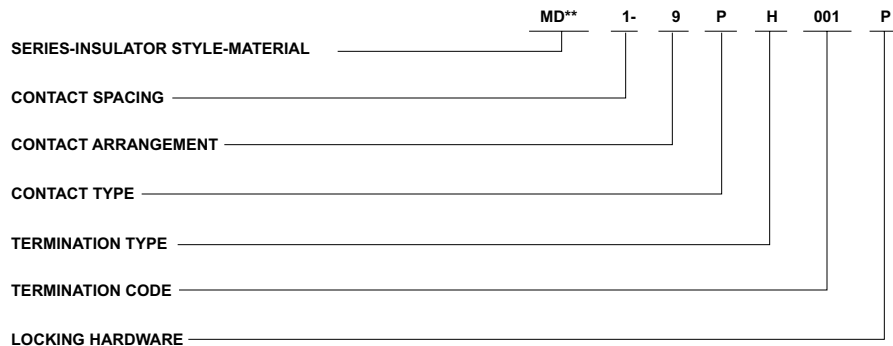 MD** 1- 9 P H 001 P
SERIES-INSULATOR STYLE-MATERIAL
CONTACT SPACING
CONTACT ARRANGEMENT
CONTACT TYPE
TERMINATION TYPE
TERMINATION CODE
LOCKING HARDWARE